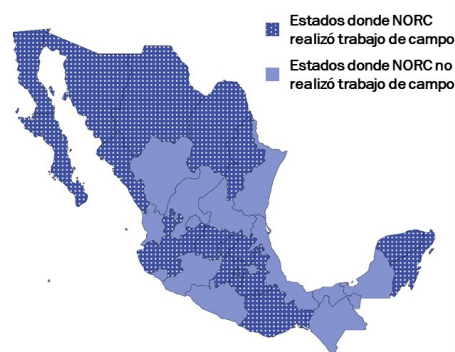 Estados donde NORC
realizó trabajo de campo
Estados donde NORC no
realizó trabajo de campo